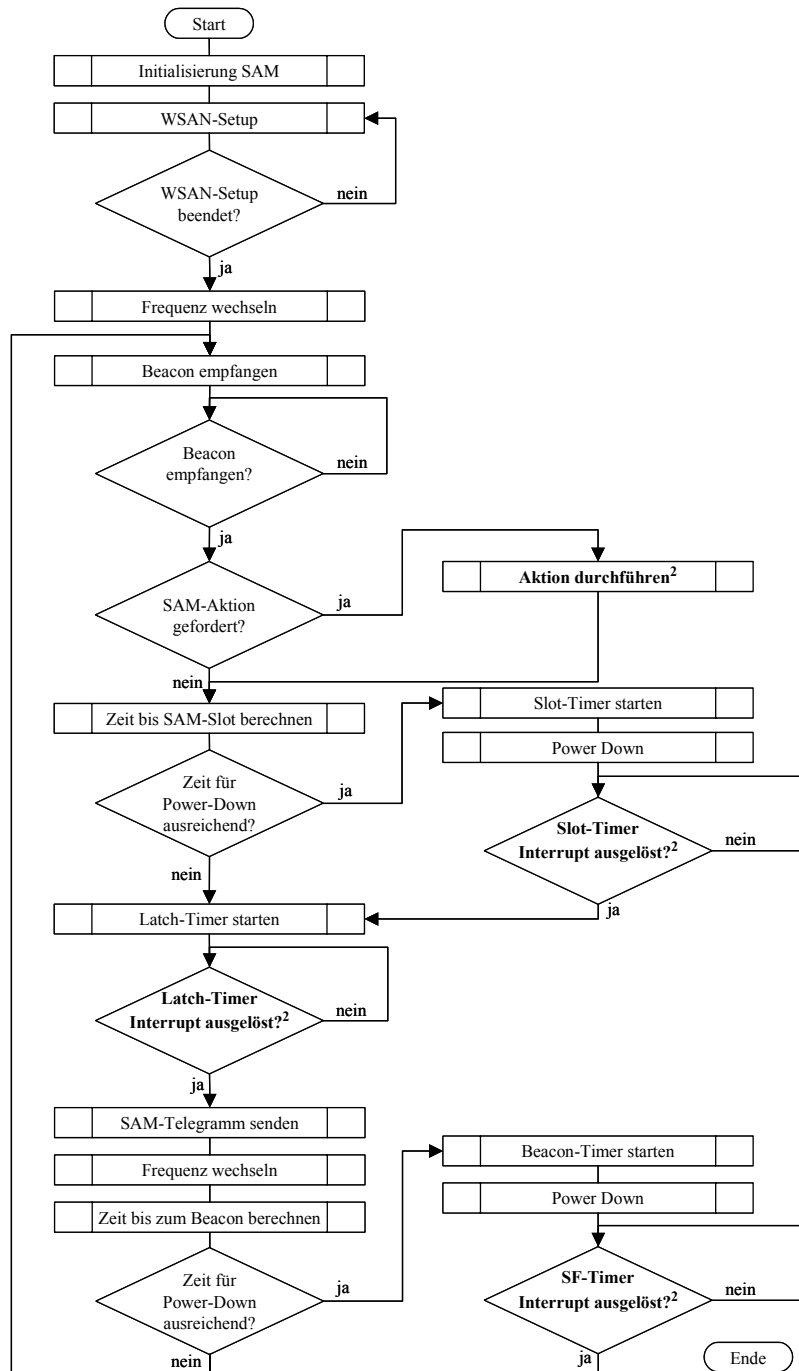 Start
Initialisierung SAM
WSAN-Setup
WSAN-Setup
beendet?
nein
ja
Frequenz wechseln
Beacon empfangen
Beacon
empfangen?
nein
ja
SAM-Aktion
gefordert?
ja
Aktion durchführen²
nein
Zeit bis SAM-Slot berechnen
Slot-Timer starten
Power Down
Zeit für
Power-Down
ausreichend?
ja
Slot-Timer
Interrupt ausgelöst?²
nein
nein
ja
Latch-Timer starten
Latch-Timer
Interrupt ausgelöst?²
nein
ja
SAM-Telegramm senden
Frequenz wechseln
Zeit bis zum Beacon berechnen
Beacon-Timer starten
Power Down
Zeit für
Power-Down
ausreichend?
ja
SF-Timer
Interrupt ausgelöst?²
nein
nein
ja
Ende